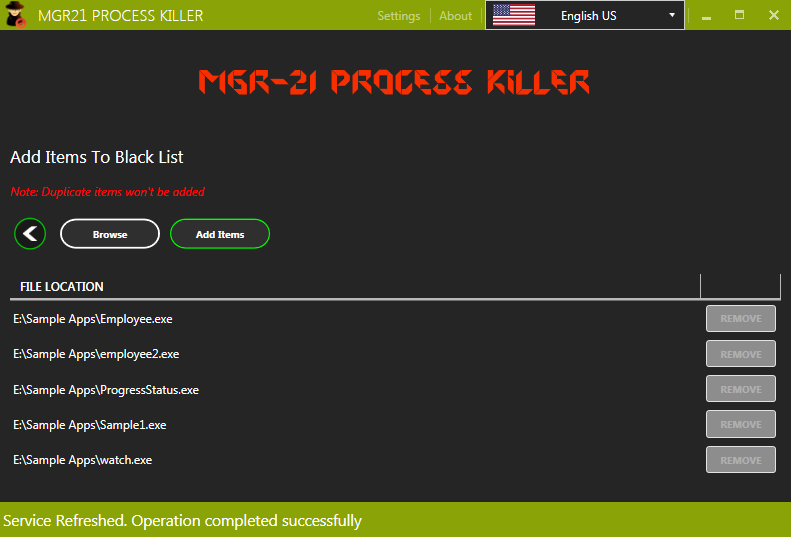 MGR21 PROCESS KILLER
Settings
About
English US
MGR-21 PROCESS KiLLER
Add Items To Black List
Note: Duplicate items won't be added
Browse
Add Items
FILE LOCATION
E:\Sample Apps\Employee.exe
REMOVE
E:\Sample Apps\employee2.exe
REMOVE
E:\Sample Apps\ProgressStatus.exe
REMOVE
E:\Sample Apps\Sample1.exe
REMOVE
E:\Sample Apps\watch.exe
REMOVE
Service Refreshed. Operation completed successfully